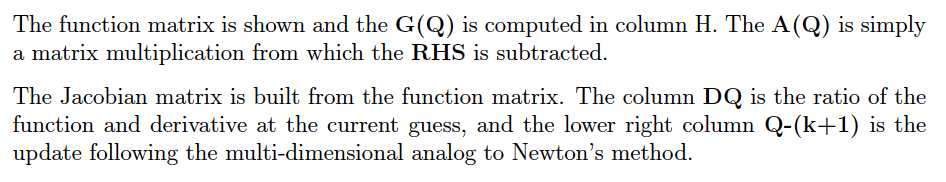 The function matrix is shown and the G(Q) is computed in column H. The A(Q) is simply
a matrix multiplication from which the RHS is subtracted.
The Jacobian matrix is built from the function matrix. The column DQ is the ratio of the
function and derivative at the current guess, and the lower right column Q-(k+1) is the
update following the multi-dimensional analog to Newton's method.